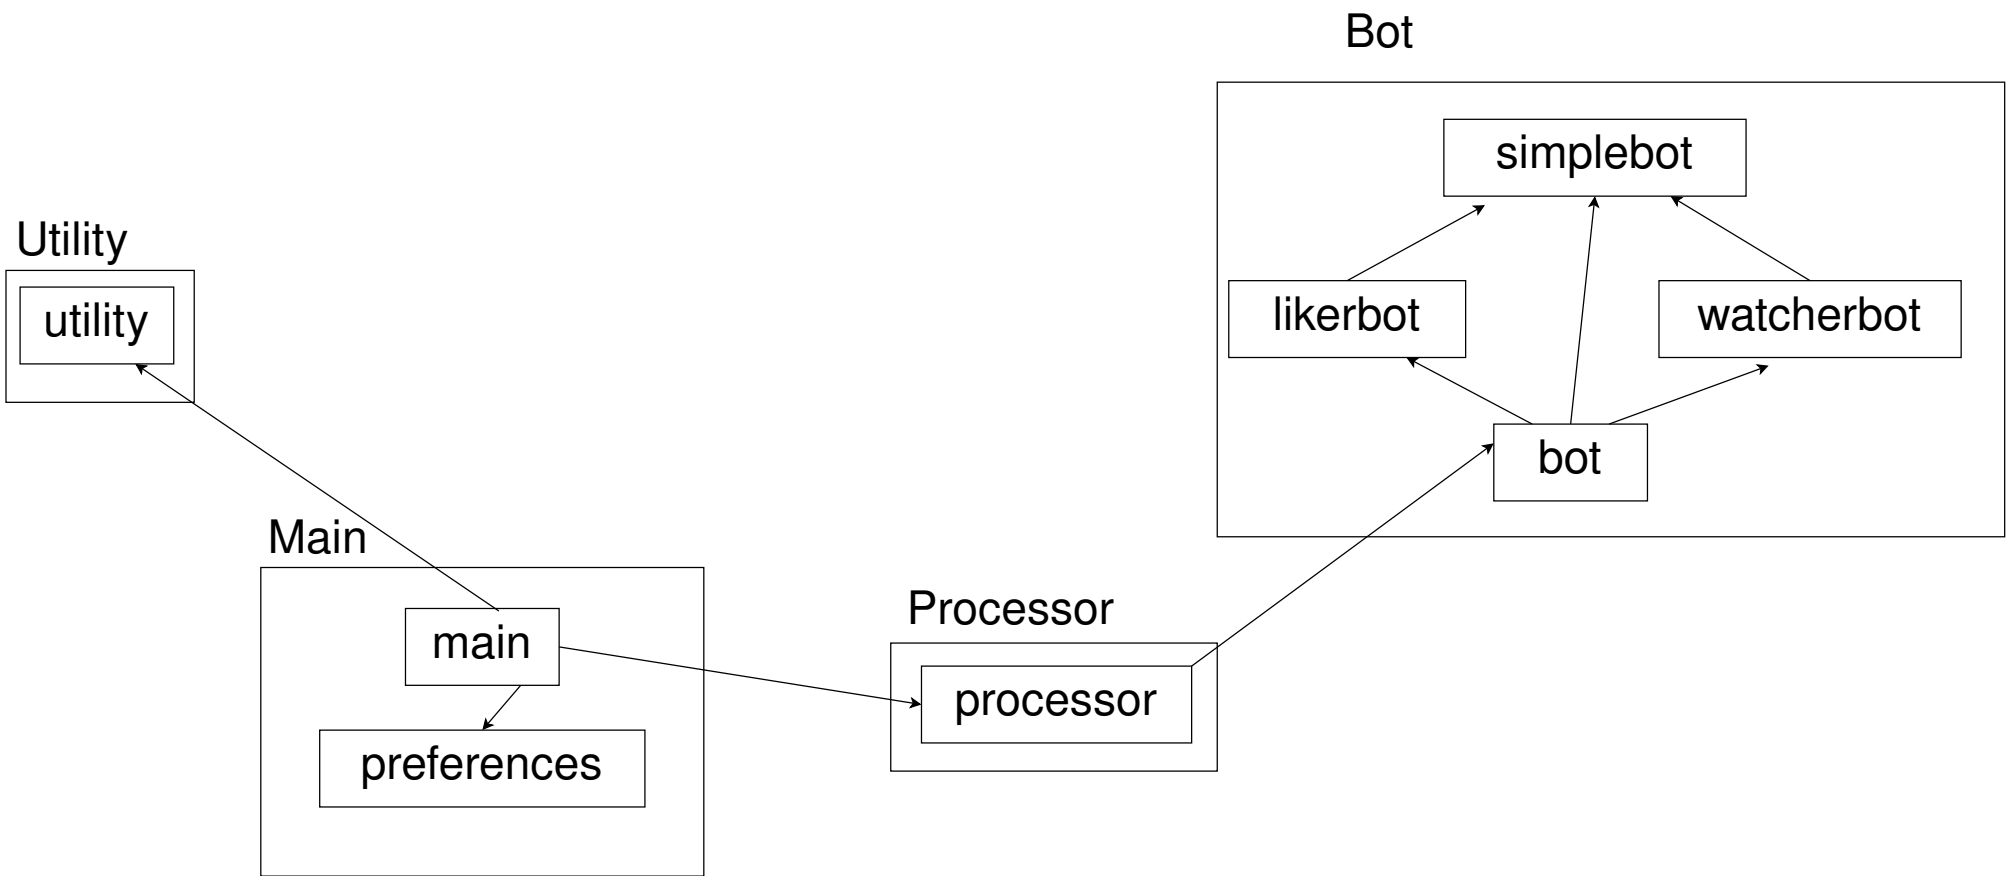 Bot
simplebot
Utility
utility
likerbot
watcherbot
bot
Main
main
preferences
Processor
processor